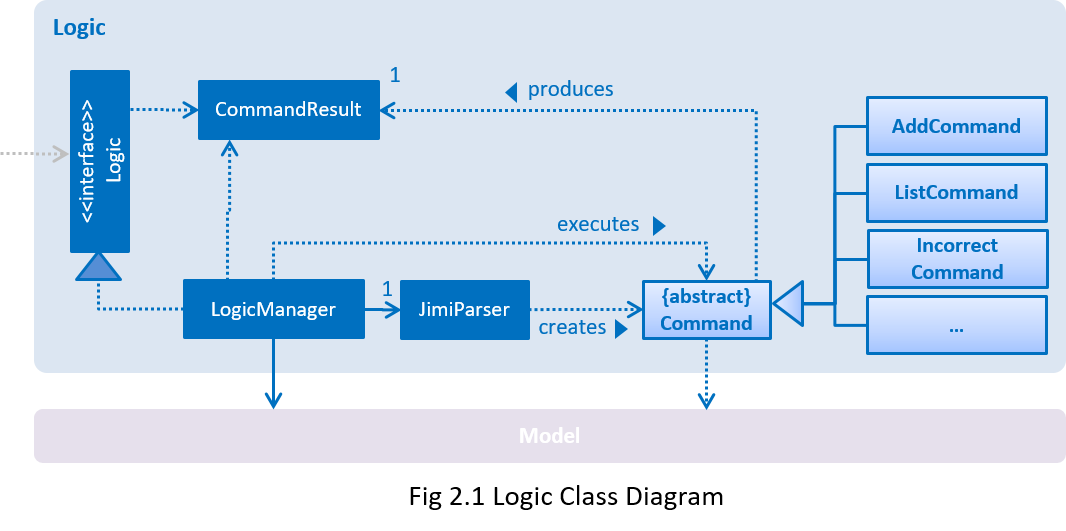 Logic
<<interface>>
Logic
CommandResult
1
produces
AddCommand
ListCommand
Incorrect
Command
...
executes
LogicManager
1
JimiParser
creates
{abstract}
Command
Model
Fig 2.1 Logic Class Diagram